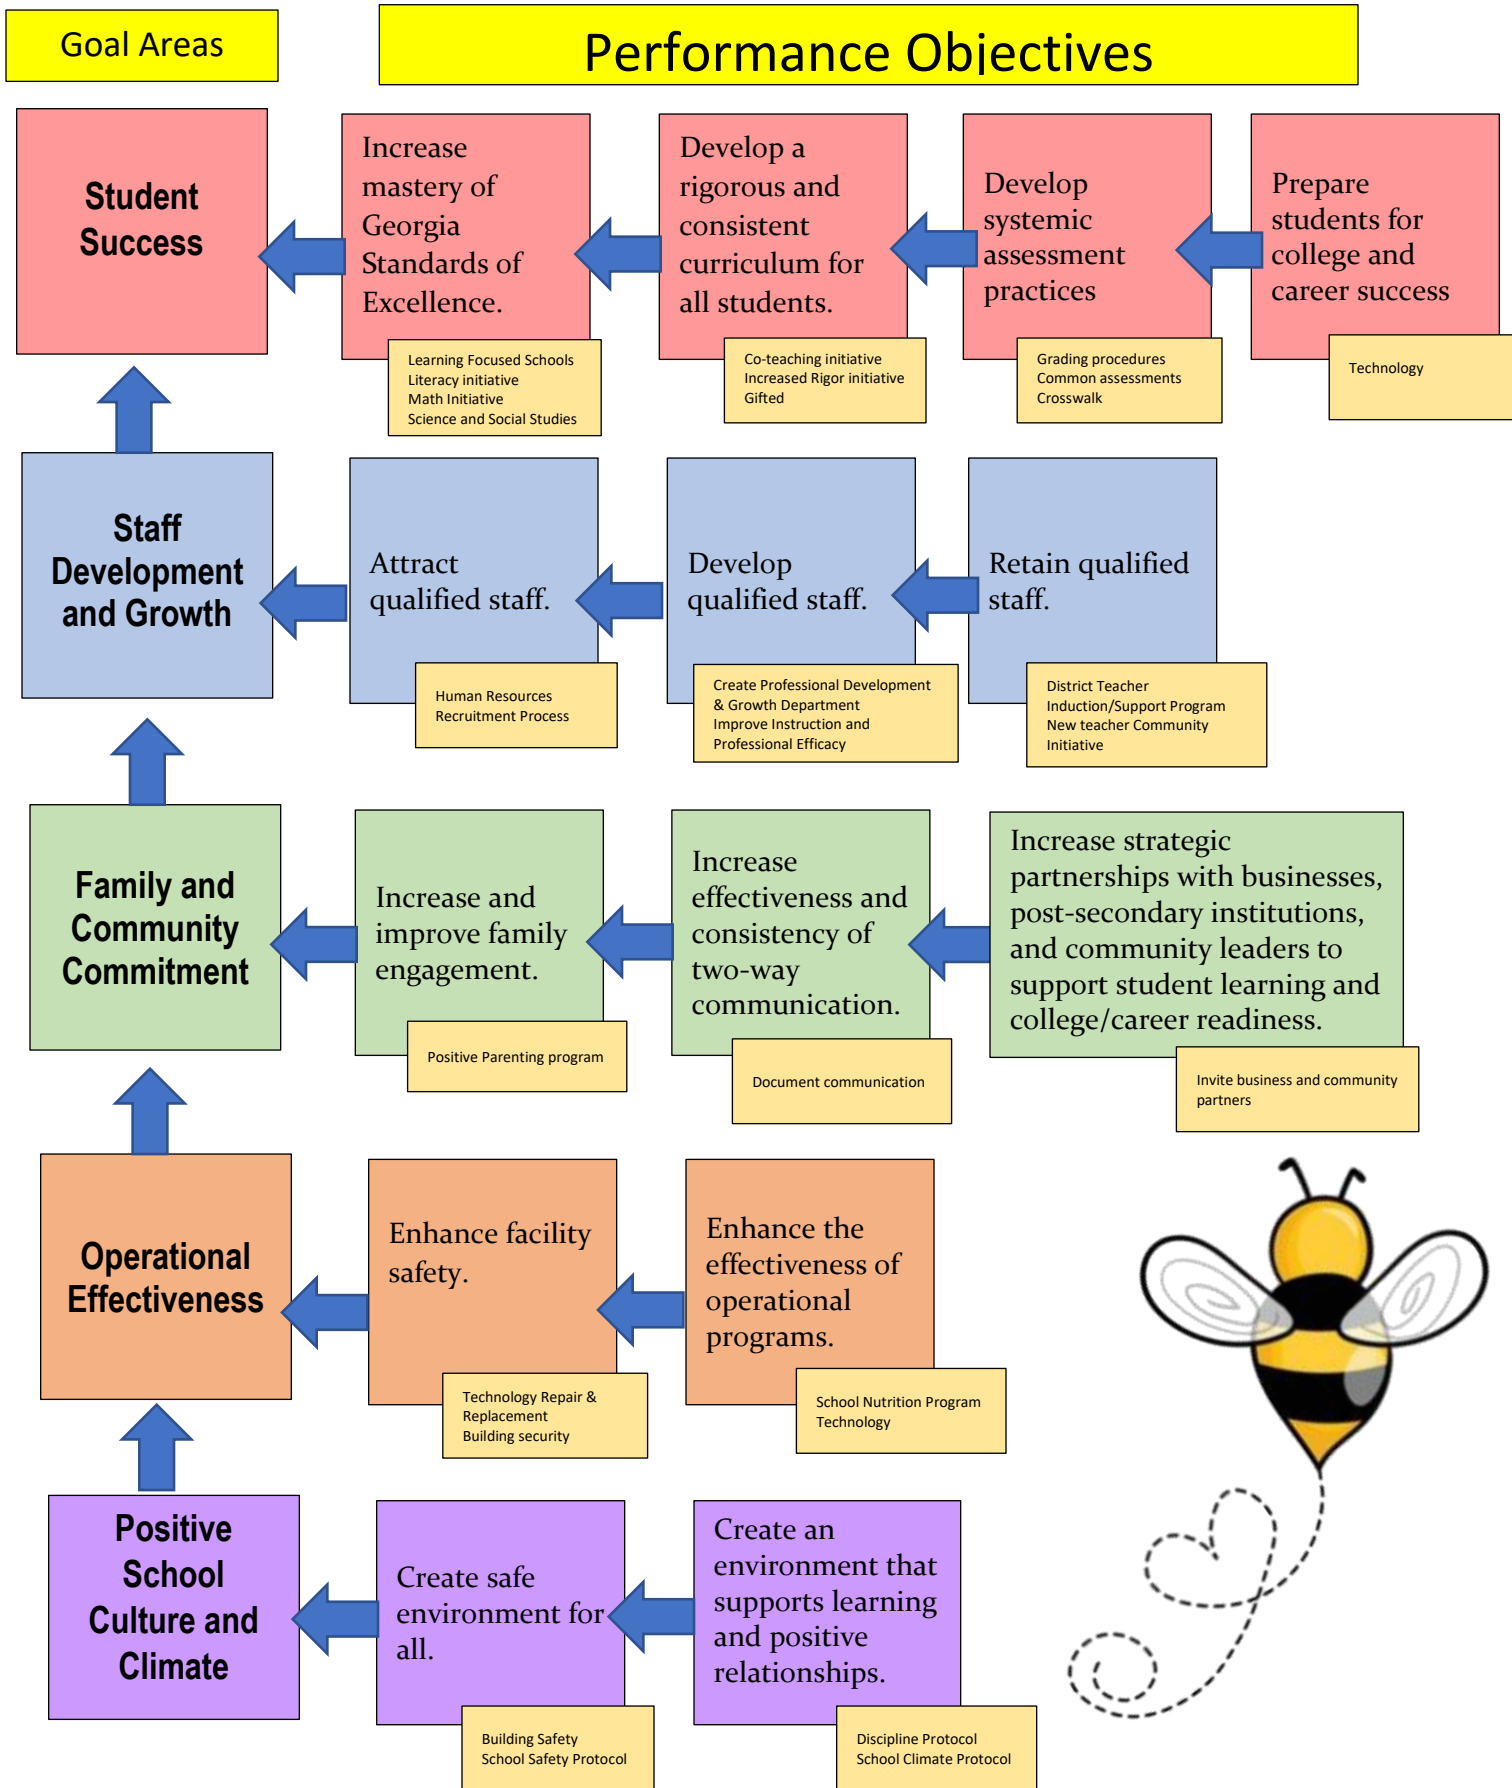 Goal Areas
Performance Objectives
Student
Success
Increase
mastery of
Georgia
Standards of
Excellence.
Learning Focused Schools
Literacy initiative
Math Initiative
Science and Social Studies
Develop a
rigorous and
consistent
curriculum for
all students.
Co-teaching initiative
Increased Rigor initiative
Gifted
Develop
systemic
assessment
practices
Grading procedures
Common assessments
Crosswalk
Prepare
students for
college and
career success
Technology
Staff
Development
and Growth
Attract
qualified staff.
Human Resources
Recruitment Process
Develop
qualified staff.
Create Professional Development
& Growth Department
Improve Instruction and
Professional Efficacy
Retain qualified
staff.
District Teacher
Induction/Support Program
New teacher Community
Initiative
Family and
Community
Commitment
Increase and
improve family
engagement.
Positive Parenting program
Increase
effectiveness and
consistency of
two-way
communication.
Document communication
Increase strategic
partnerships with businesses,
post-secondary institutions,
and community leaders to
support student learning and
college/career readiness.
Invite business and community
partners
Operational
Effectiveness
Enhance facility
safety.
Technology Repair &
Replacement
Building security
Enhance the
effectiveness of
operational
programs.
School Nutrition Program
Technology
Positive
School
Culture and
Climate
Create safe
environment for
all.
Building Safety
School Safety Protocol
Create an
environment that
supports learning
and positive
relationships.
Discipline Protocol
School Climate Protocol